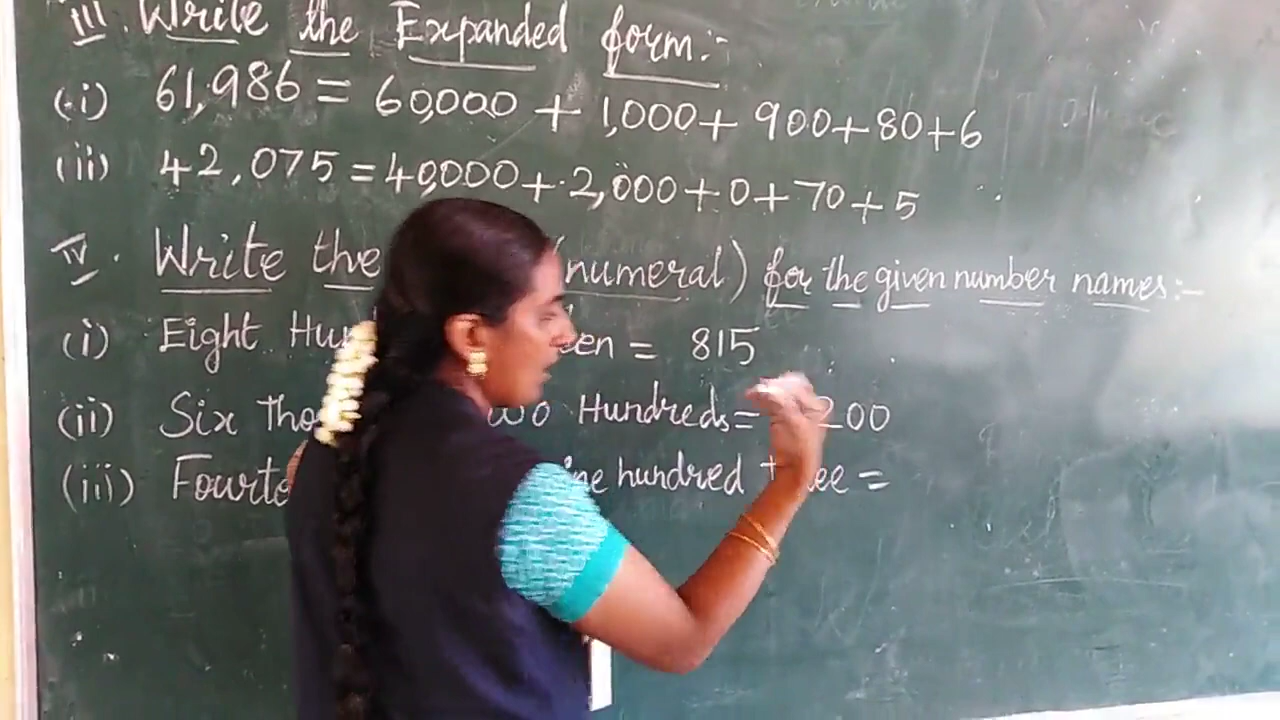 III. Write the Expanded form:-
(i) 61,986 = 60,000 + 1,000 + 900 + 80 + 6
(ii) 42,075 = 40,000 + 2,000 + 0 + 70 + 5
IV. Write the (numeral) for the given number names:-
(i) Eight = 815
(ii) Six Hundreds = 200
(iii) hundred =